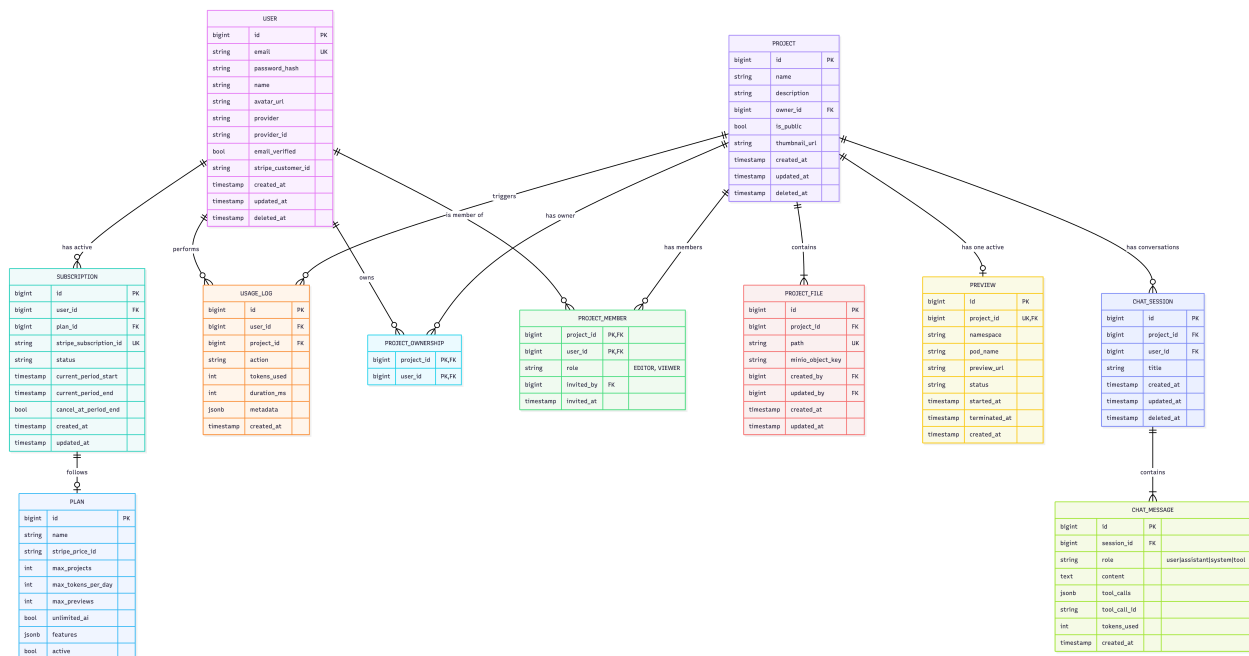 USER
bigint id PK
string email UK
string password_hash
string name
string avatar_url
string provider
string provider_id
bool email_verified
string stripe_customer_id
timestamp created_at
timestamp updated_at
timestamp deleted_at
PROJECT
bigint id PK
string name
string description
bigint owner_id FK
bool is_public
string thumbnail_url
timestamp created_at
timestamp updated_at
timestamp deleted_at
triggers
is member of
has owner
has active
performs
owns
has members
contains
has one active
has conversations
SUBSCRIPTION
bigint id PK
bigint user_id FK
bigint plan_id FK
string stripe_subscription_id UK
string status
timestamp current_period_start
timestamp current_period_end
bool cancel_at_period_end
timestamp created_at
timestamp updated_at
USAGE_LOG
bigint id PK
bigint user_id FK
bigint project_id FK
string action
int tokens_used
int duration_ms
jsonb metadata
timestamp created_at
PROJECT_OWNERSHIP
bigint project_id PK,FK
bigint user_id PK,FK
PROJECT_MEMBER
bigint project_id PK,FK
bigint user_id PK,FK
string role EDITOR, VIEWER
bigint invited_by FK
timestamp invited_at
PROJECT_FILE
bigint id PK
bigint project_id FK
string path UK
string minio_object_key
bigint created_by FK
bigint updated_by FK
timestamp created_at
timestamp updated_at
PREVIEW
bigint id PK
bigint project_id UK,FK
string namespace
string pod_name
string preview_url
string status
timestamp started_at
timestamp terminated_at
timestamp created_at
CHAT_SESSION
bigint id PK
bigint project_id FK
bigint user_id FK
string title
timestamp created_at
timestamp updated_at
timestamp deleted_at
follows
contains
PLAN
bigint id PK
string name
string stripe_price_id
int max_projects
int max_tokens_per_day
int max_previews
bool unlimited_ai
jsonb features
bool active
CHAT_MESSAGE
bigint id PK
bigint session_id FK
string role user|assistant|system|tool
text content
jsonb tool_calls
string tool_call_id
int tokens_used
timestamp created_at